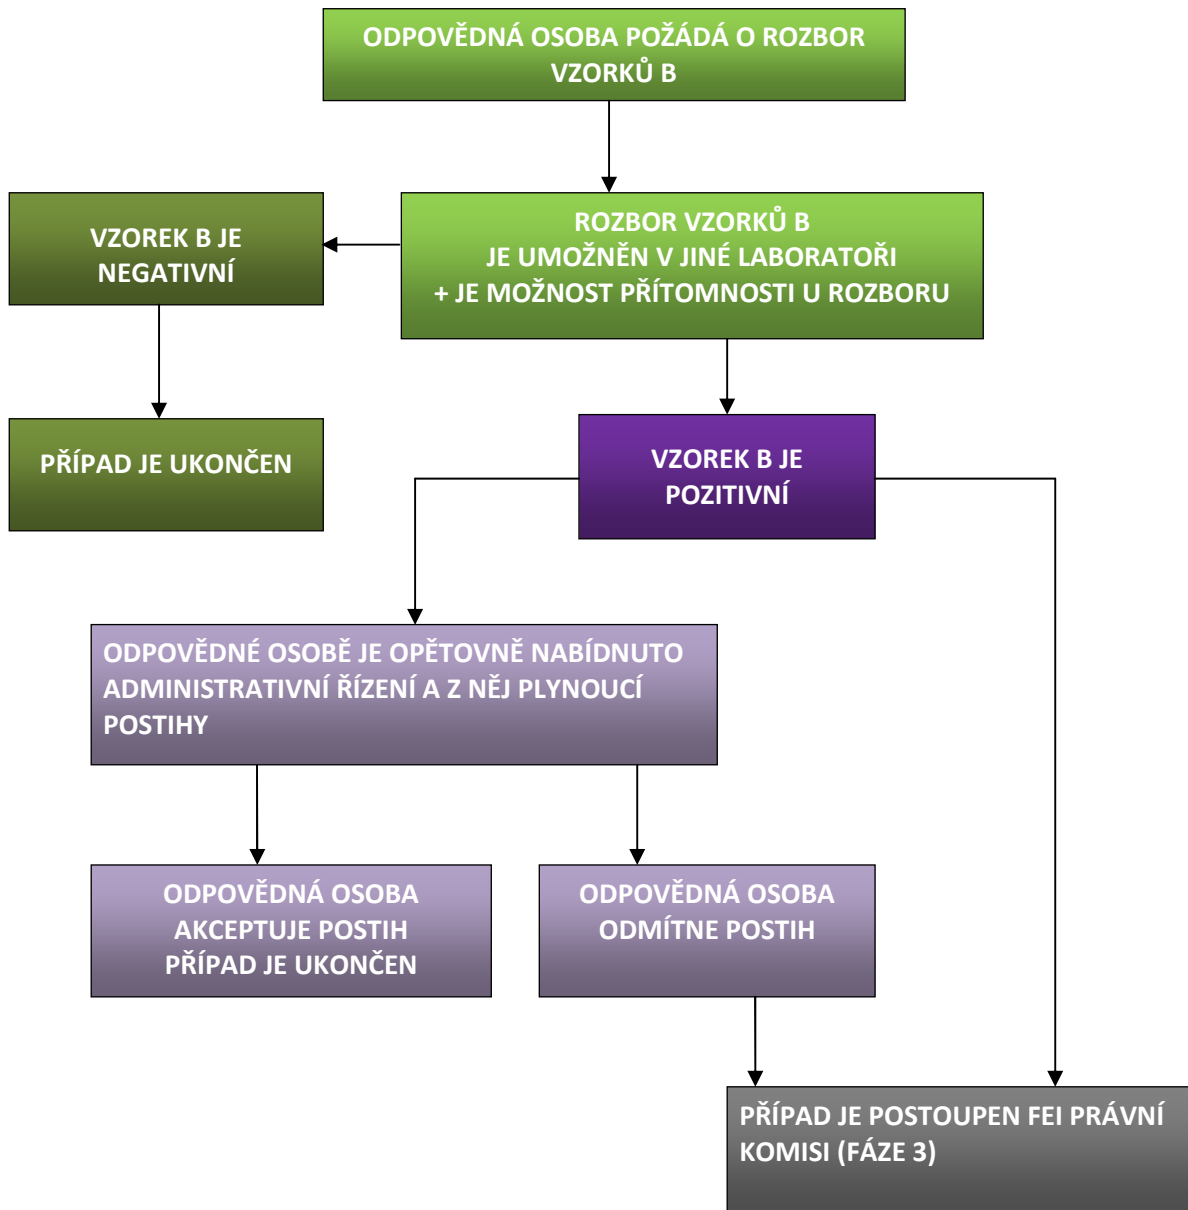 ODPOVĚDNÁ OSOBA POŽÁDÁ O ROZBOR
VZORKŮ B
VZOREK B JE
NEGATIVNÍ
ROZBOR VZORKŮ B
JE UMOŽNĚN V JINÉ LABORATOŘI
+ JE MOŽNOST PŘÍTOMNOSTI U ROZBORU
PŘÍPAD JE UKONČEN
VZOREK B JE
POZITIVNÍ
ODPOVĚDNÉ OSOBĚ JE OPĚTOVNĚ NABÍDNUTO
ADMINISTRATIVNÍ ŘÍZENÍ A Z NĚJ PLYNOUCÍ
POSTIHY
ODPOVĚDNÁ OSOBA
AKCEPTUJE POSTIH
PŘÍPAD JE UKONČEN
ODPOVĚDNÁ OSOBA
ODMÍTNE POSTIH
PŘÍPAD JE POSTOUPEN FEI PRÁVNÍ
KOMISI (FÁZE 3)